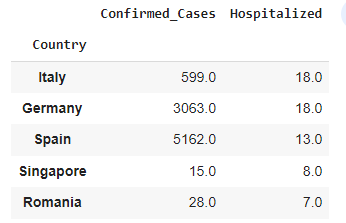 Confirmed_Cases Hospitalized
Country
Italy 599.0 18.0
Germany 3063.0 18.0
Spain 5162.0 13.0
Singapore 15.0 8.0
Romania 28.0 7.0